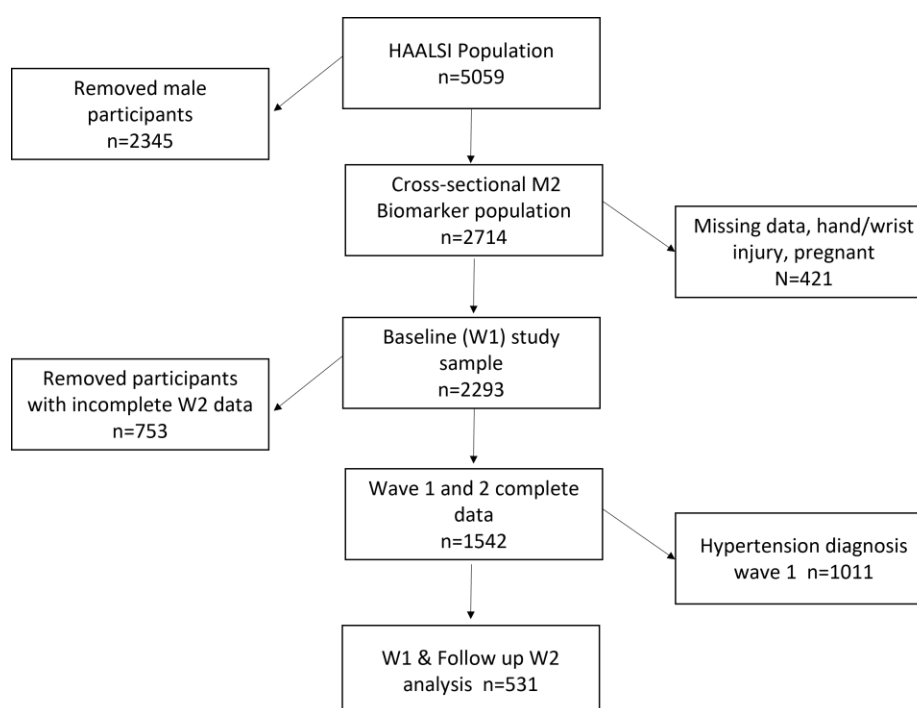 HAALSI Population
n=5059
Removed male
participants
n=2345
Cross-sectional M2
Biomarker population
n=2714
Missing data, hand/wrist
injury, pregnant
N=421
Baseline (W1) study
sample
n=2293
Removed participants
with incomplete W2 data
n=753
Wave 1 and 2 complete
data
n=1542
Hypertension diagnosis
wave 1 n=1011
W1 & Follow up W2
analysis n=531